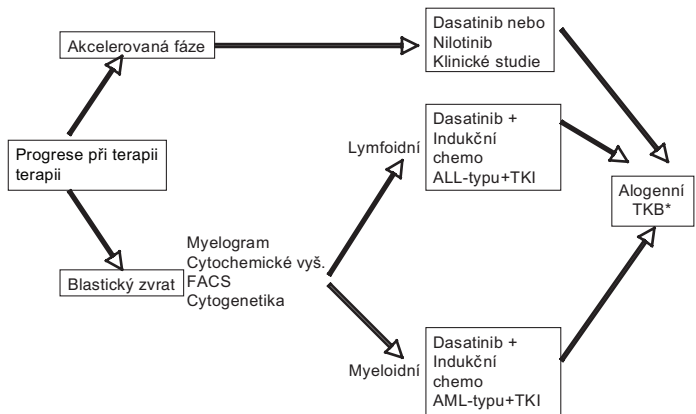 Akcelerovaná fáze
Dasatinib nebo
Nilotinib
Klinické studie
Progrese při terapii
terapii
Lymfoidní
Dasatinib +
Indukční
chemo
ALL-typu+TKI
Alogenní
TKB*
Blastický zvrat
Myelogram
Cytochemické vyš.
FACS
Cytogenetika
Myeloidní
Dasatinib +
Indukční
chemo
AML-typu+TKI